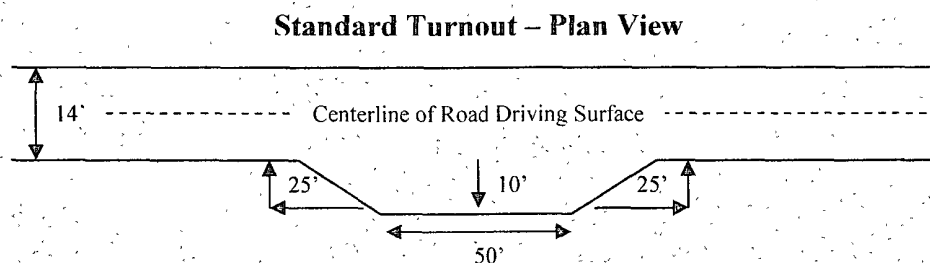 Standard Turnout – Plan View
14'
Centerline of Road Driving Surface
25'
10'
25'
50'